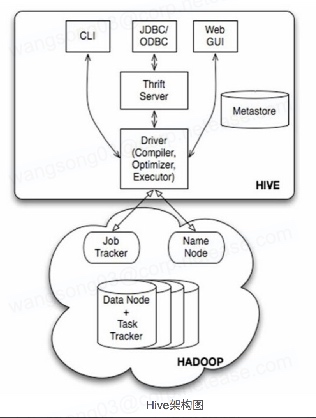 CLI
JDBC/
ODBC
Web
GUI
Thrift
Server
Metastore
Driver
(Compiler,
Optimizer,
Executor)
HIVE
Job
Tracker
Name
Node
Data Node
+
Task
Tracker
HADOOP
Hive架构图